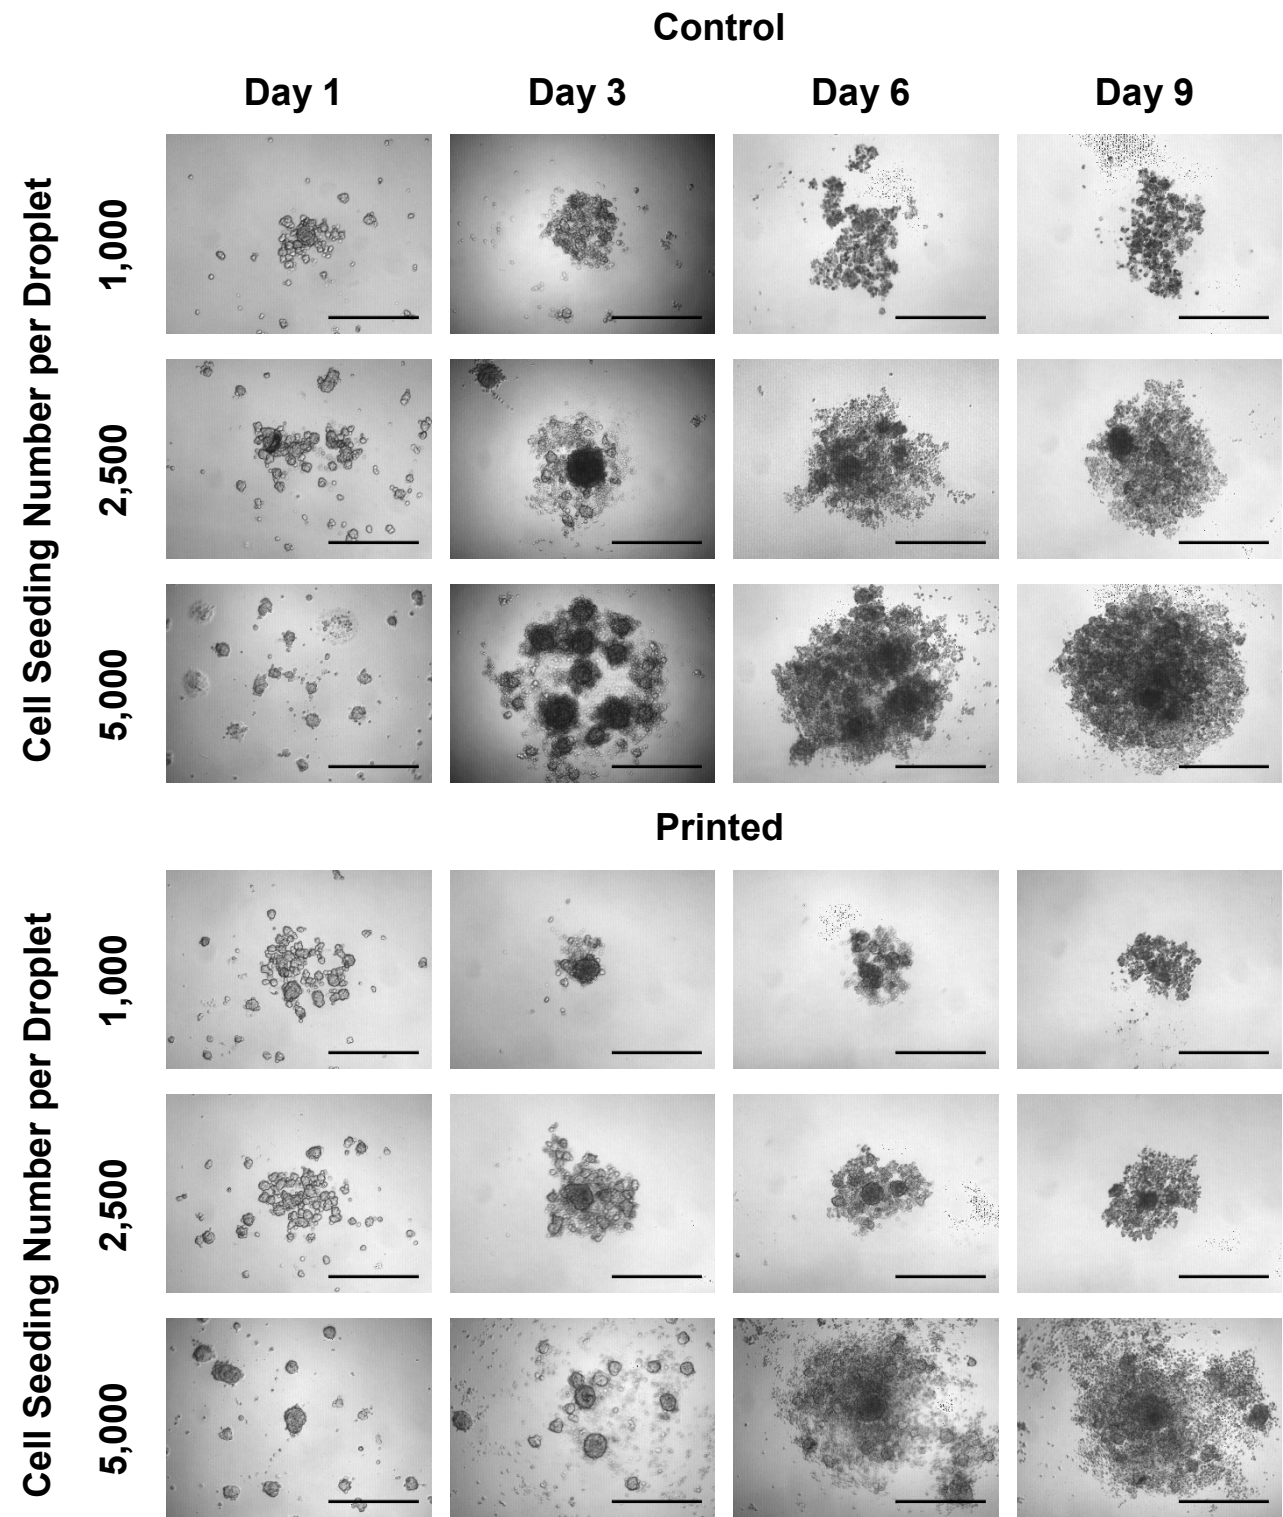 Control
Day 1 Day 3 Day 6 Day 9
Cell Seeding Number per Droplet
1,000
2,500
5,000
Printed
Cell Seeding Number per Droplet
1,000
2,500
5,000